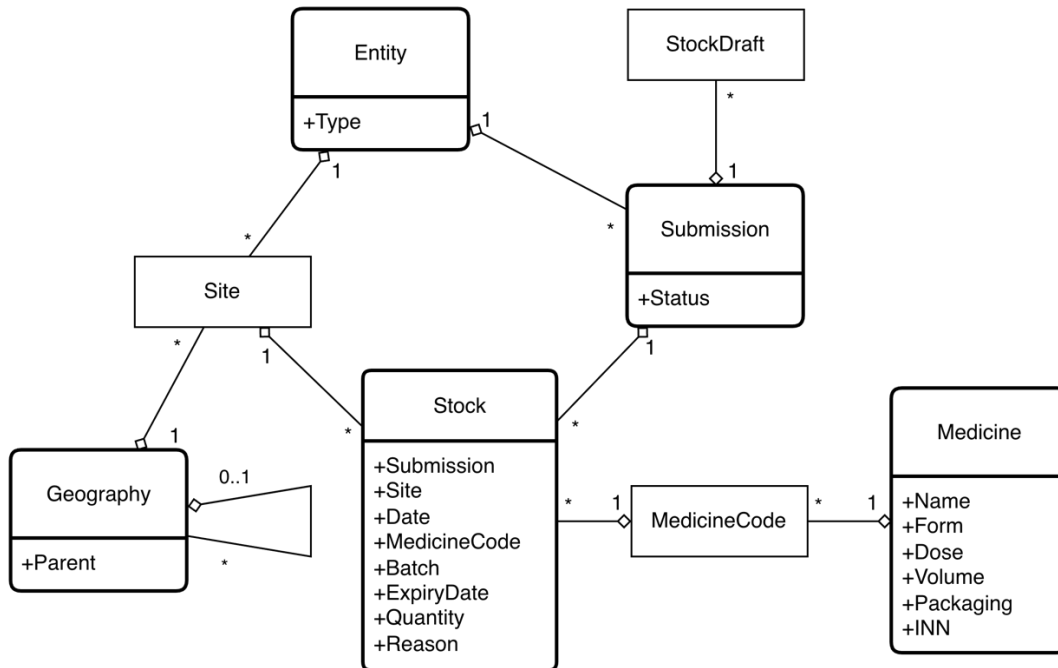 Entity
+Type
StockDraft
*
1
1
1
*
Submission
+Status
*
Site
*
1
1
*
1
*
Stock
+Submission
+Site
+Date
+MedicineCode
+Batch
+ExpiryDate
+Quantity
+Reason
*
Geography
+Parent
0..1
*
*
1
MedicineCode
*
1
Medicine
+Name
+Form
+Dose
+Volume
+Packaging
+INN